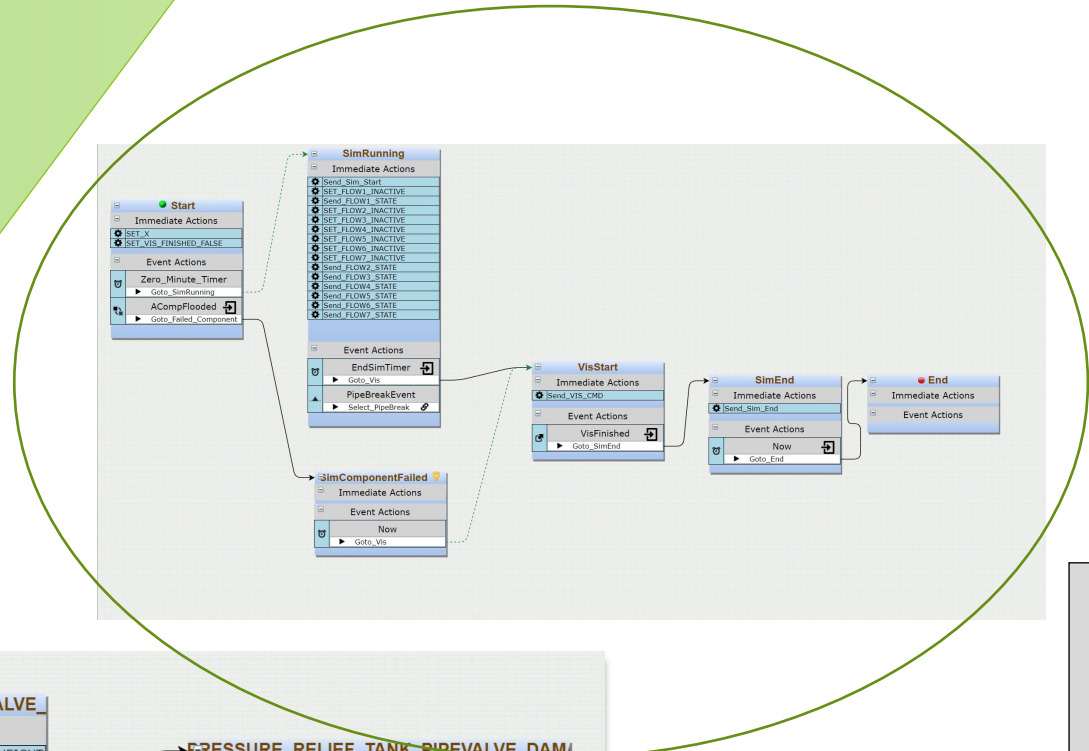 Start
Immediate Actions
SET_X
SET_VIS_FINISHED_FALSE
Event Actions
Zero_Minute_Timer
Goto_SimRunning
ACompFlooded
Goto_Failed_Component
SimRunning
Immediate Actions
Send_Sim_Start
SET_FLOW1_INACTIVE
Send_FLOW1_STATE
SET_FLOW2_INACTIVE
SET_FLOW3_INACTIVE
SET_FLOW4_INACTIVE
SET_FLOW5_INACTIVE
SET_FLOW6_INACTIVE
SET_FLOW7_INACTIVE
Send_FLOW2_STATE
Send_FLOW3_STATE
Send_FLOW4_STATE
Send_FLOW5_STATE
Send_FLOW6_STATE
Send_FLOW7_STATE
Event Actions
EndSimTimer
Goto_Vis
PipeBreakEvent
Select_PipeBreak
SimComponentFailed
Immediate Actions
Event Actions
Now
Goto_Vis
VisStart
Immediate Actions
Send_VIS_CMD
Event Actions
VisFinished
Goto_SimEnd
SimEnd
Immediate Actions
Send_Sim_End
Event Actions
Now
Goto_End
End
Immediate Actions
Event Actions
ALVE_
PRESSURE_RELIEF_TANK_PIPEVALVE_DAMA